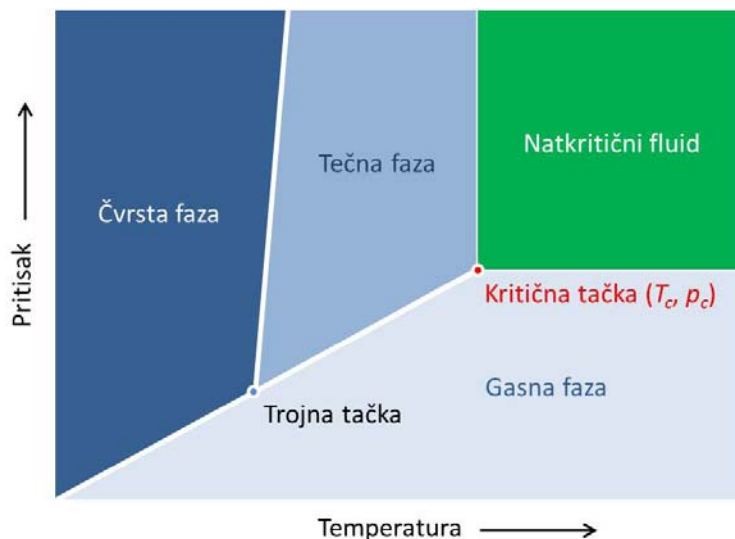 Natkritični fluid
Tečna faza
Čvrsta faza
Pritisak
Kritična tačka (Tc, pc)
Gasna faza
Trojna tačka
Temperatura